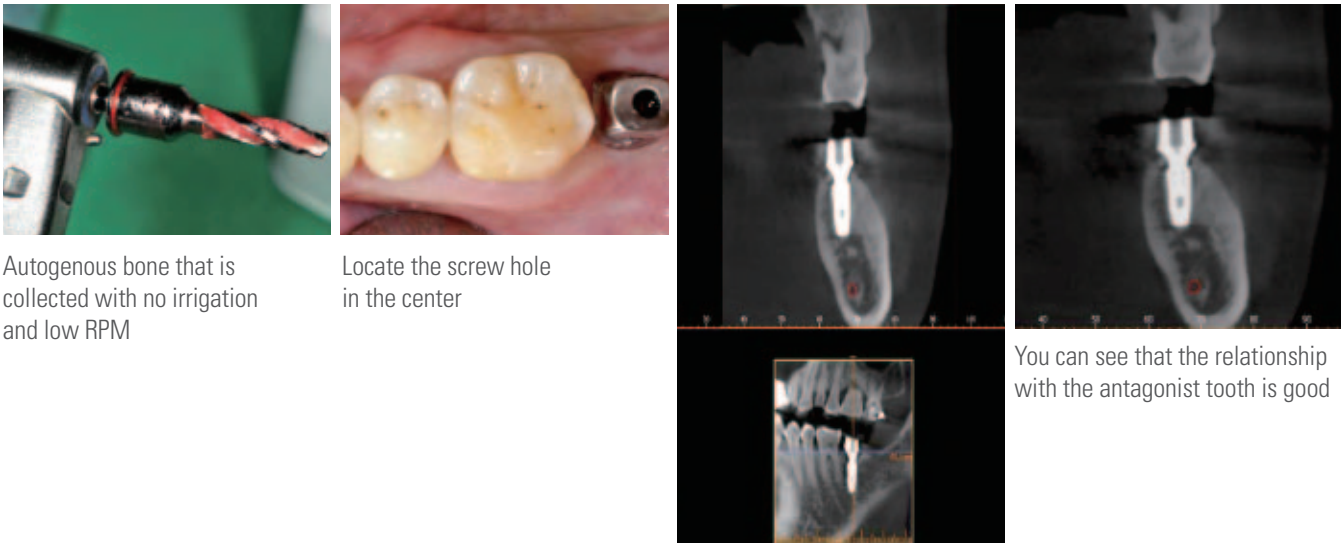 Autogenous bone that is
collected with no irrigation
and low RPM
Locate the screw hole
in the center
You can see that the relationship
with the antagonist tooth is good